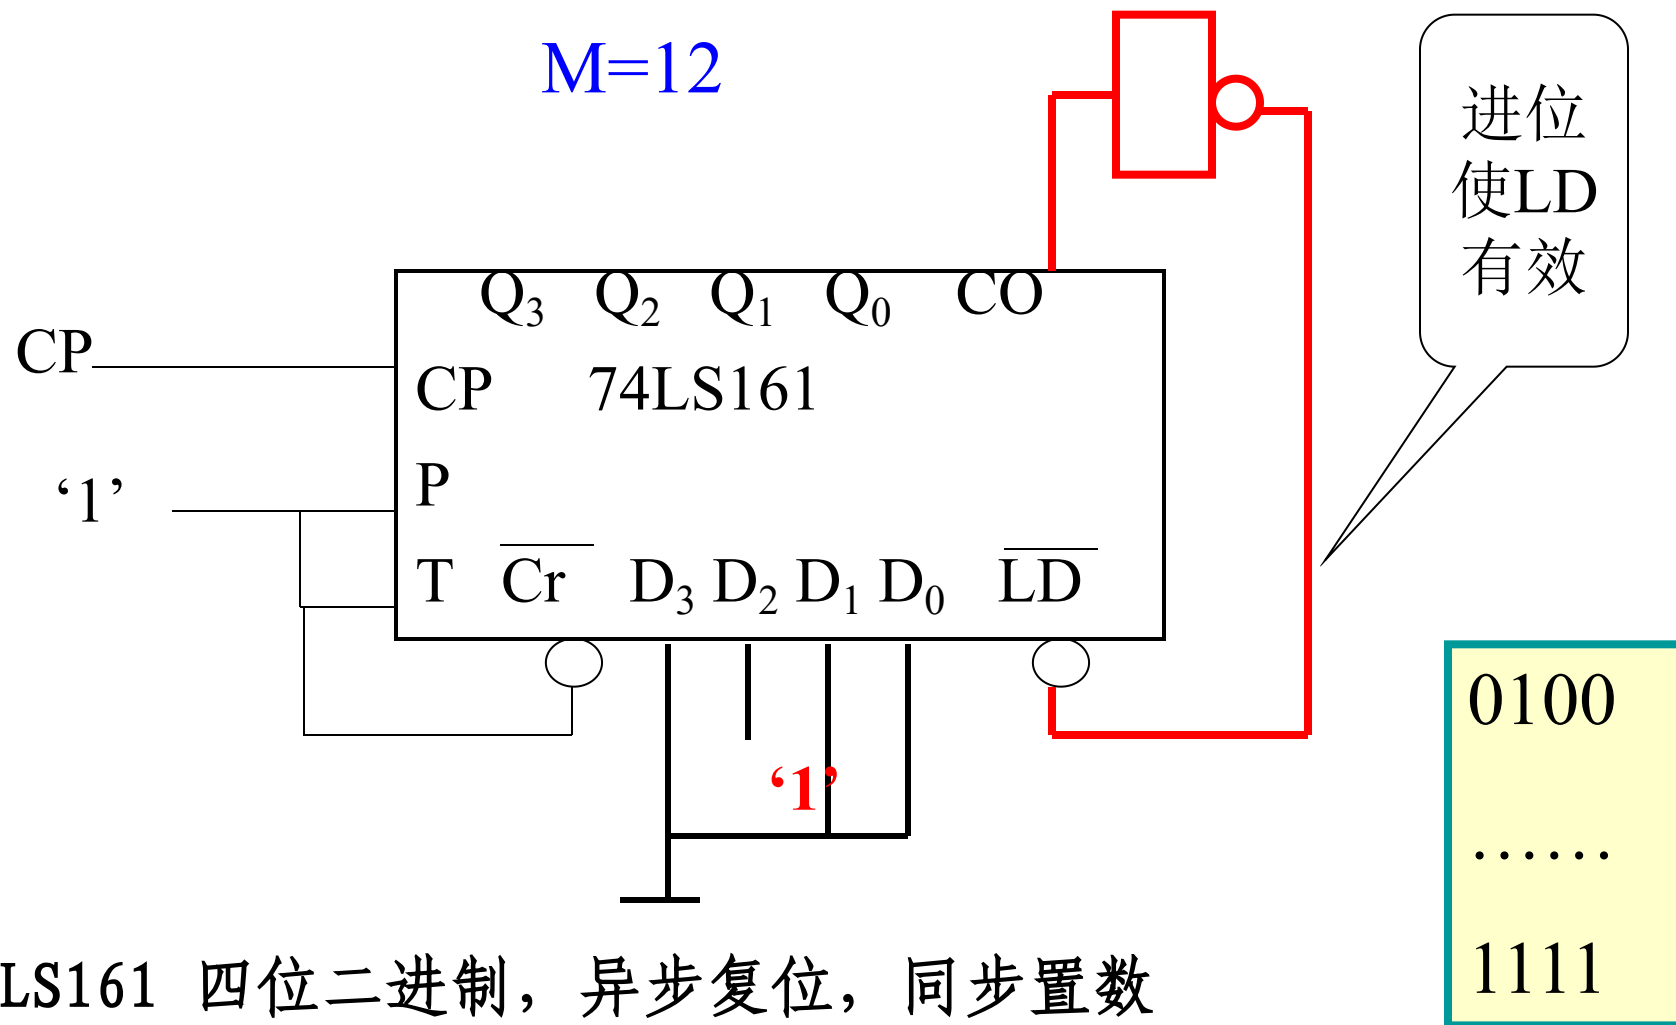 M=12
进位
使LD
有效
Q3 Q2 Q1 Q0 CO
CP
CP 74LS161
P
‘1’
T Cr D3 D2 D1 D0 LD
‘1’
0100
······
1111
LS161 四位二进制，异步复位，同步置数